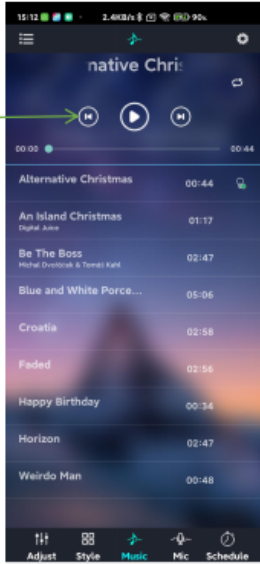 15:12 2.4KB/s 90%
native Chris
00:00 00:44
Alternative Christmas 00:44
An Island Christmas 01:17
Digital Juice
Be The Boss 02:47
Michal Dvořáček & Tomáš Kahl
Blue and White Porce... 05:06
Croatia 02:58
Faded 02:56
Happy Birthday 00:34
Horizon 02:47
Weirdo Man 00:48
Adjust Style Music Mic Schedule